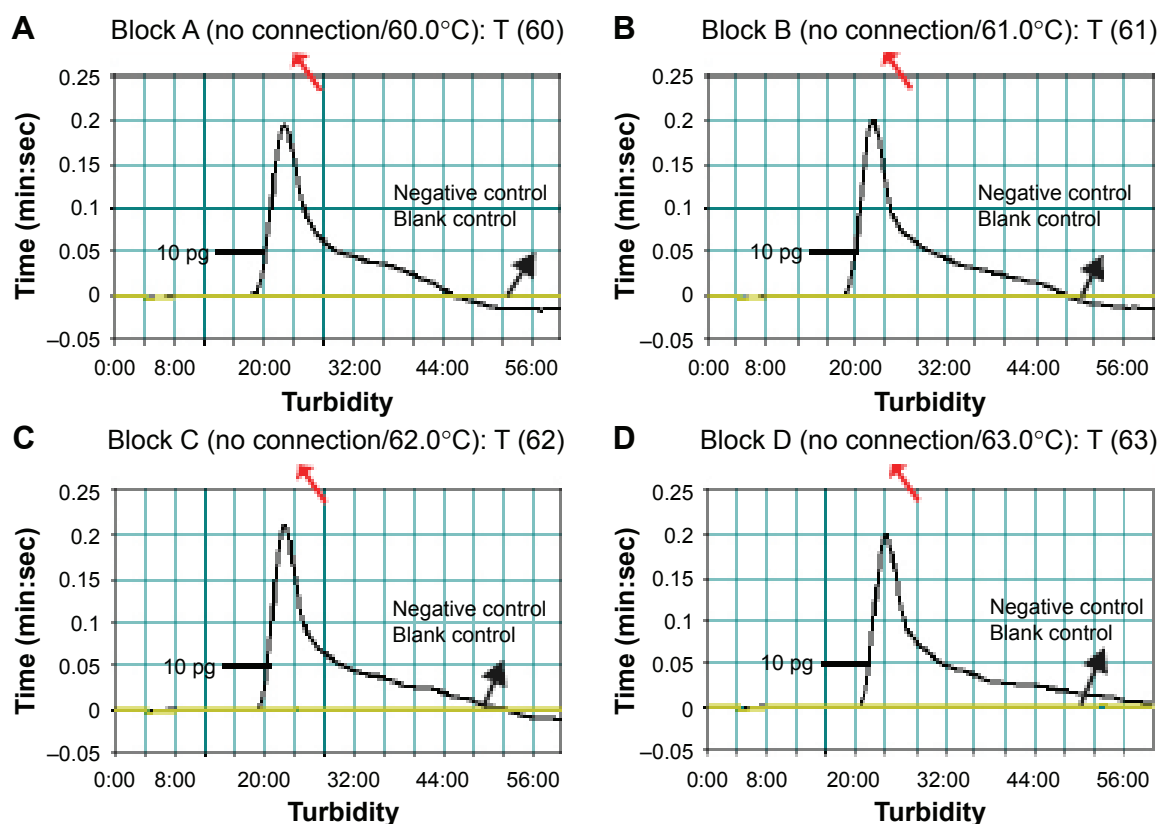 A
Block A (no connection/60.0°C): T (60)
Time (min:sec)
0.25
0.2
0.15
0.1
0.05
0
–0.05
Negative control
Blank control
10 pg
0:00 8:00 20:00 32:00 44:00 56:00
Turbidity
B
Block B (no connection/61.0°C): T (61)
Time (min:sec)
0.25
0.2
0.15
0.1
0.05
0
–0.05
Negative control
Blank control
10 pg
0:00 8:00 20:00 32:00 44:00 56:00
Turbidity
C
Block C (no connection/62.0°C): T (62)
Time (min:sec)
0.25
0.2
0.15
0.1
0.05
0
–0.05
Negative control
Blank control
10 pg
0:00 8:00 20:00 32:00 44:00 56:00
Turbidity
D
Block D (no connection/63.0°C): T (63)
Time (min:sec)
0.25
0.2
0.15
0.1
0.05
0
–0.05
Negative control
Blank control
10 pg
0:00 8:00 20:00 32:00 44:00 56:00
Turbidity